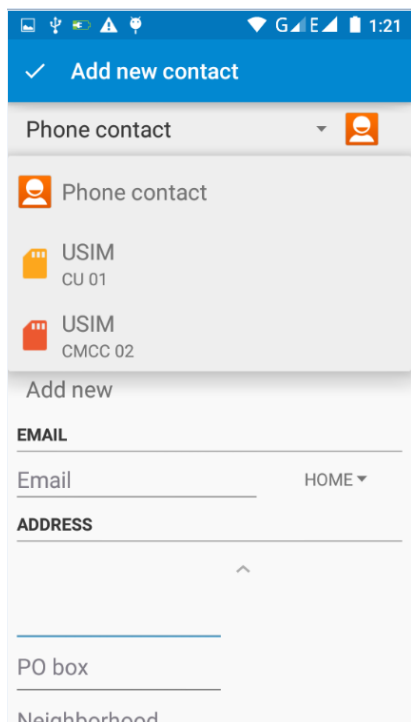 G E 1:21
Add new contact
Phone contact
Phone contact
USIM
CU 01
USIM
CMCC 02
Add new
EMAIL
Email HOME
ADDRESS
PO box
Neighborhood